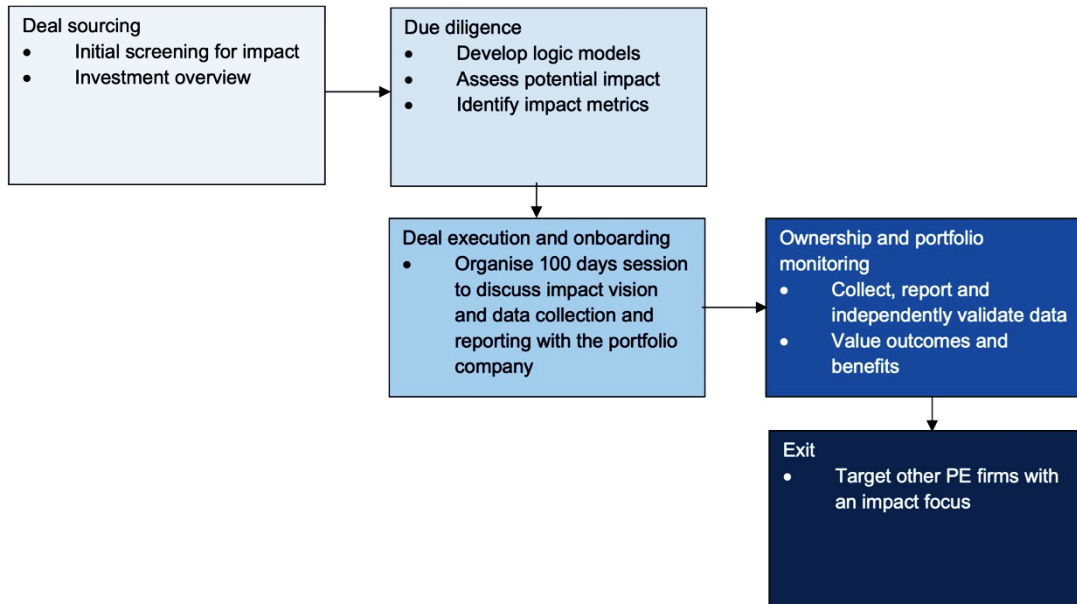 Deal sourcing
• Initial screening for impact
• Investment overview
Due diligence
• Develop logic models
• Assess potential impact
• Identify impact metrics
Deal execution and onboarding
• Organise 100 days session
to discuss impact vision
and data collection and
reporting with the portfolio
company
Ownership and portfolio
monitoring
• Collect, report and
independently validate data
• Value outcomes and
benefits
Exit
• Target other PE firms with
an impact focus